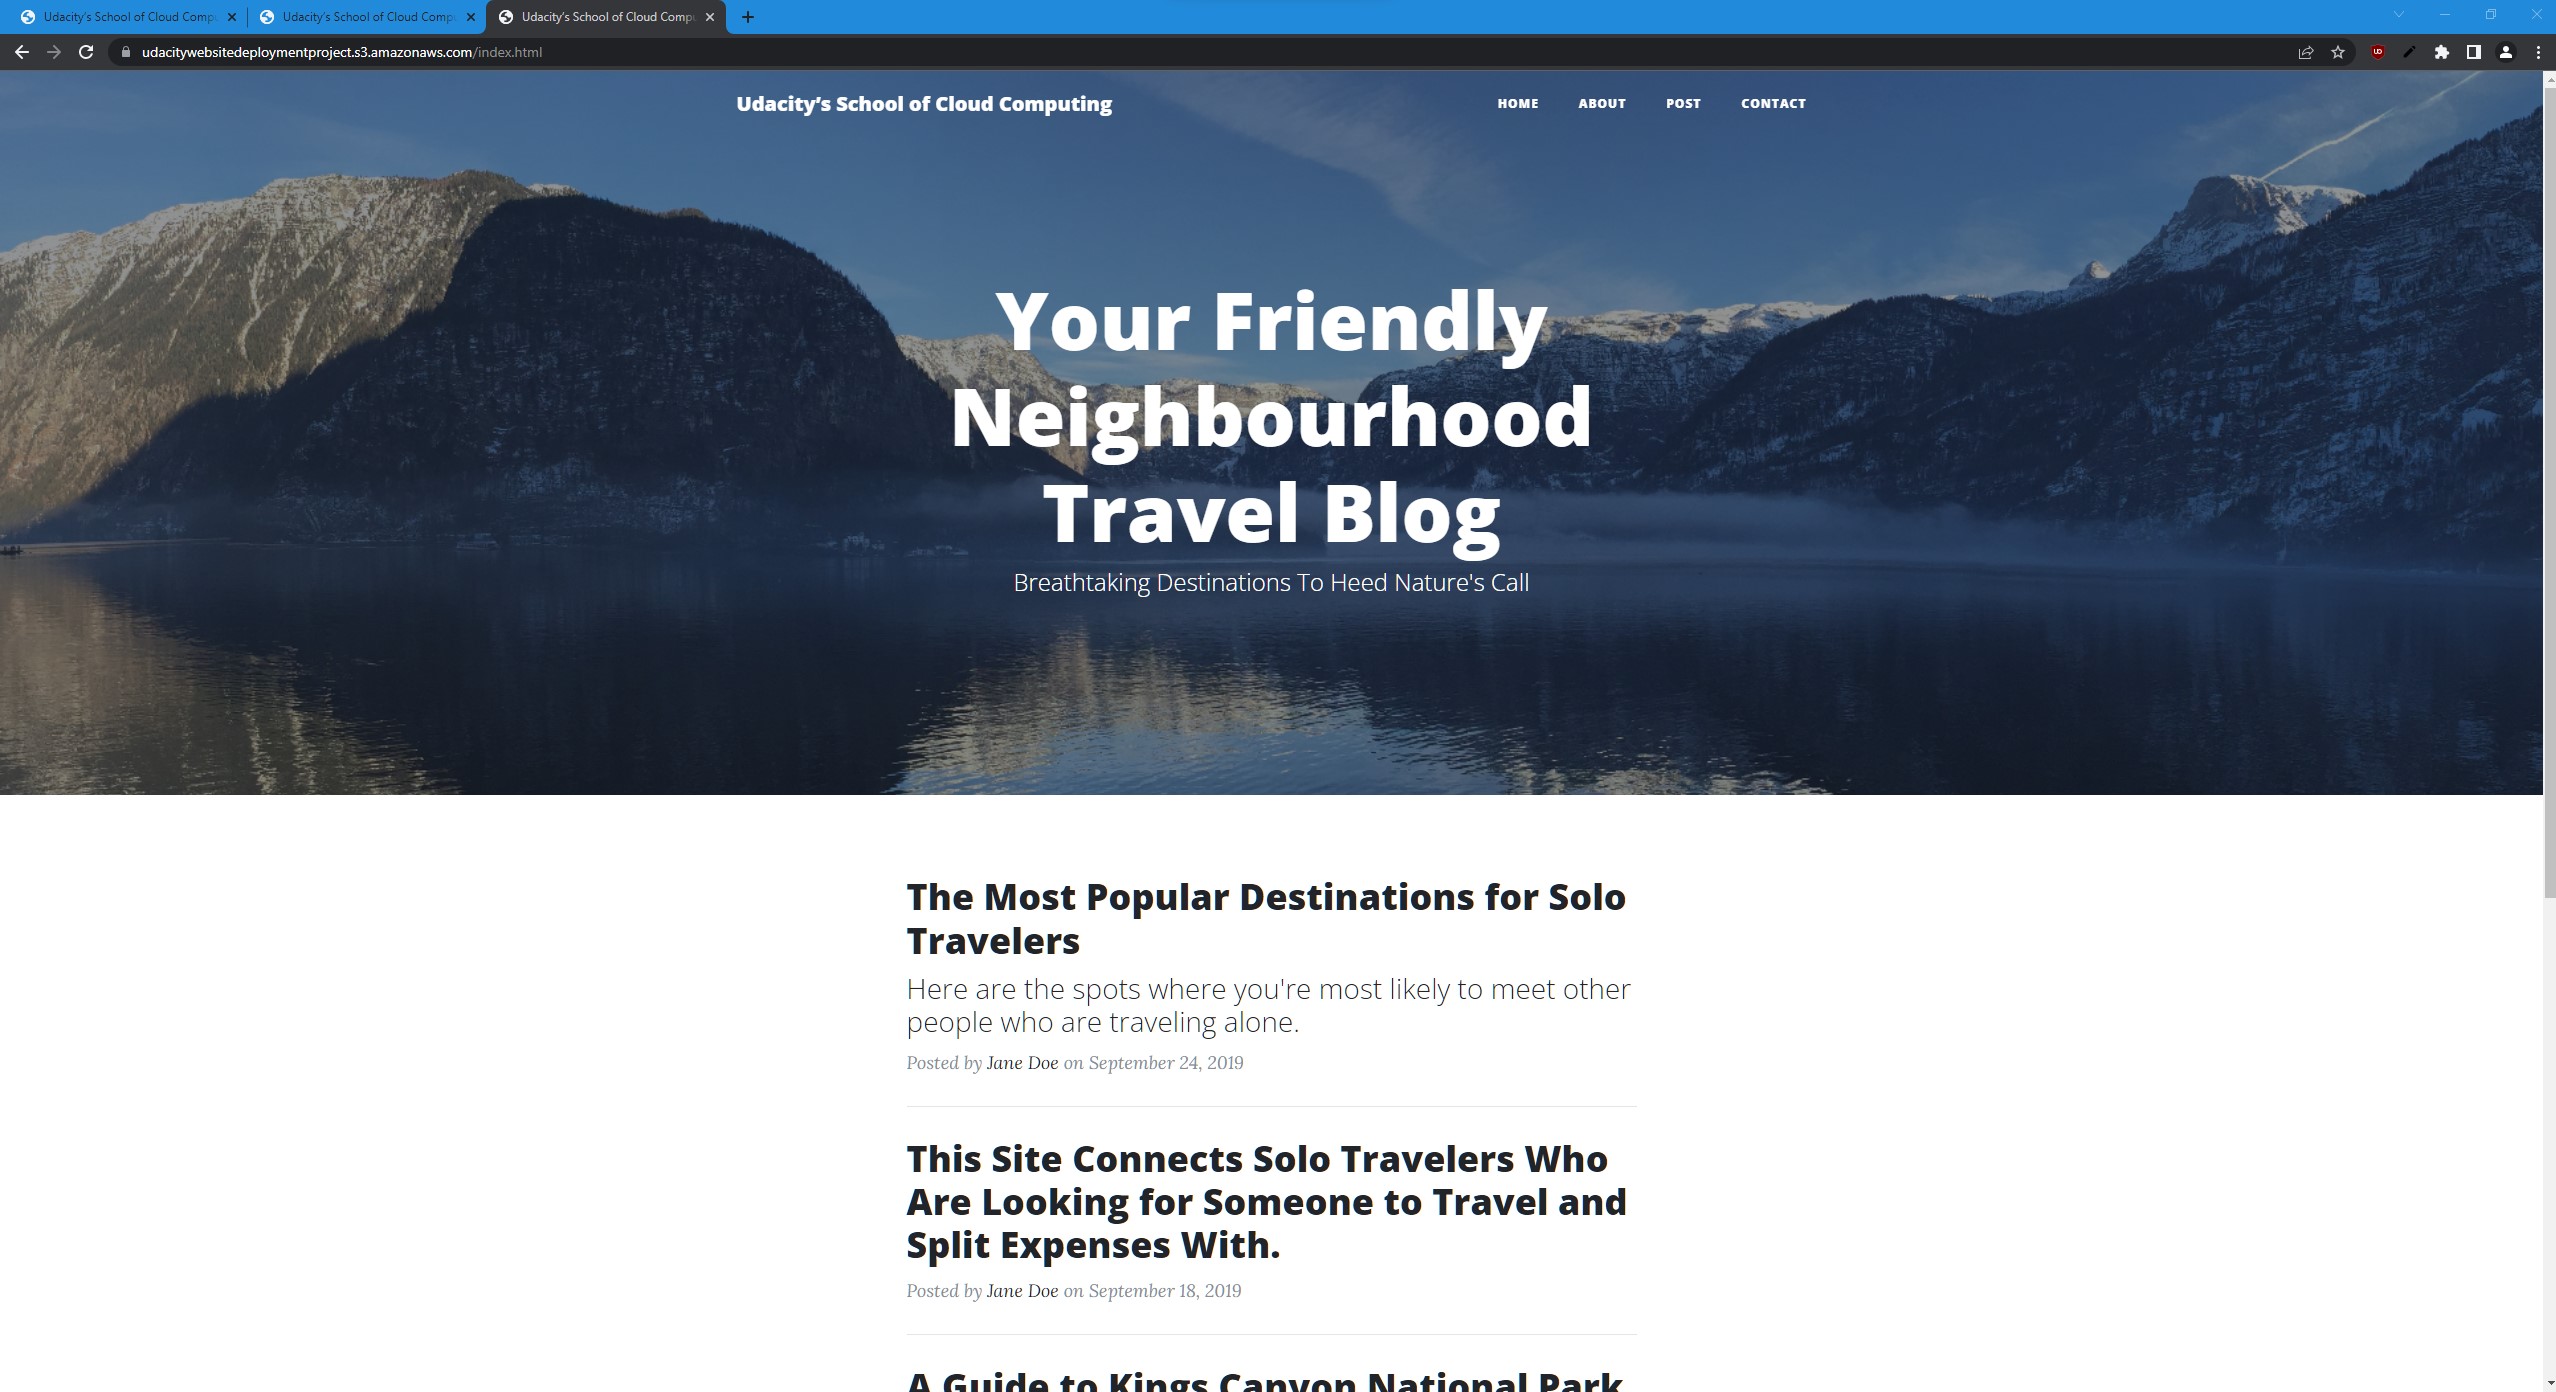 Udacity’s School of Cloud Compu
Udacity’s School of Cloud Compu
Udacity’s School of Cloud Compu
udacitywebsitedeploymentproject.s3.amazonaws.com/index.html
Udacity’s School of Cloud Computing
HOME ABOUT POST CONTACT
Your Friendly
Neighbourhood
Travel Blog
Breathtaking Destinations To Heed Nature's Call
The Most Popular Destinations for Solo
Travelers
Here are the spots where you're most likely to meet other
people who are traveling alone.
Posted by Jane Doe on September 24, 2019
This Site Connects Solo Travelers Who
Are Looking for Someone to Travel and
Split Expenses With.
Posted by Jane Doe on September 18, 2019
A Guide to Kings Canyon National Park